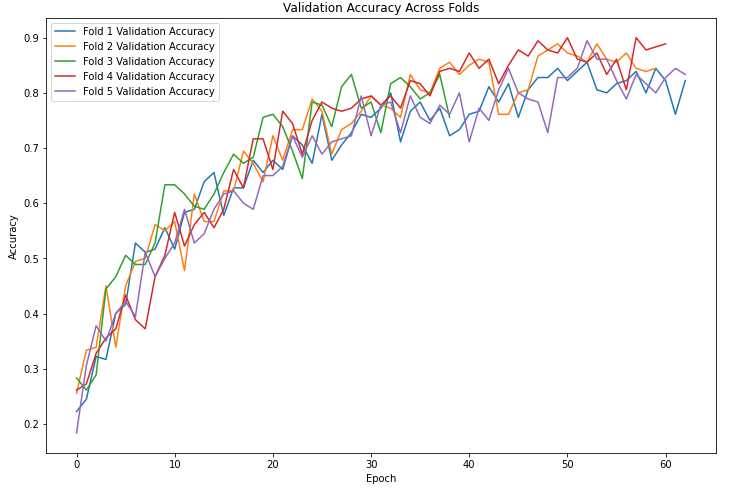 Validation Accuracy Across Folds
Fold 1 Validation Accuracy
Fold 2 Validation Accuracy
Fold 3 Validation Accuracy
Fold 4 Validation Accuracy
Fold 5 Validation Accuracy
0.9
0.8
0.7
0.6
0.5
0.4
0.3
0.2
Accuracy
0 10 20 30 40 50 60
Epoch